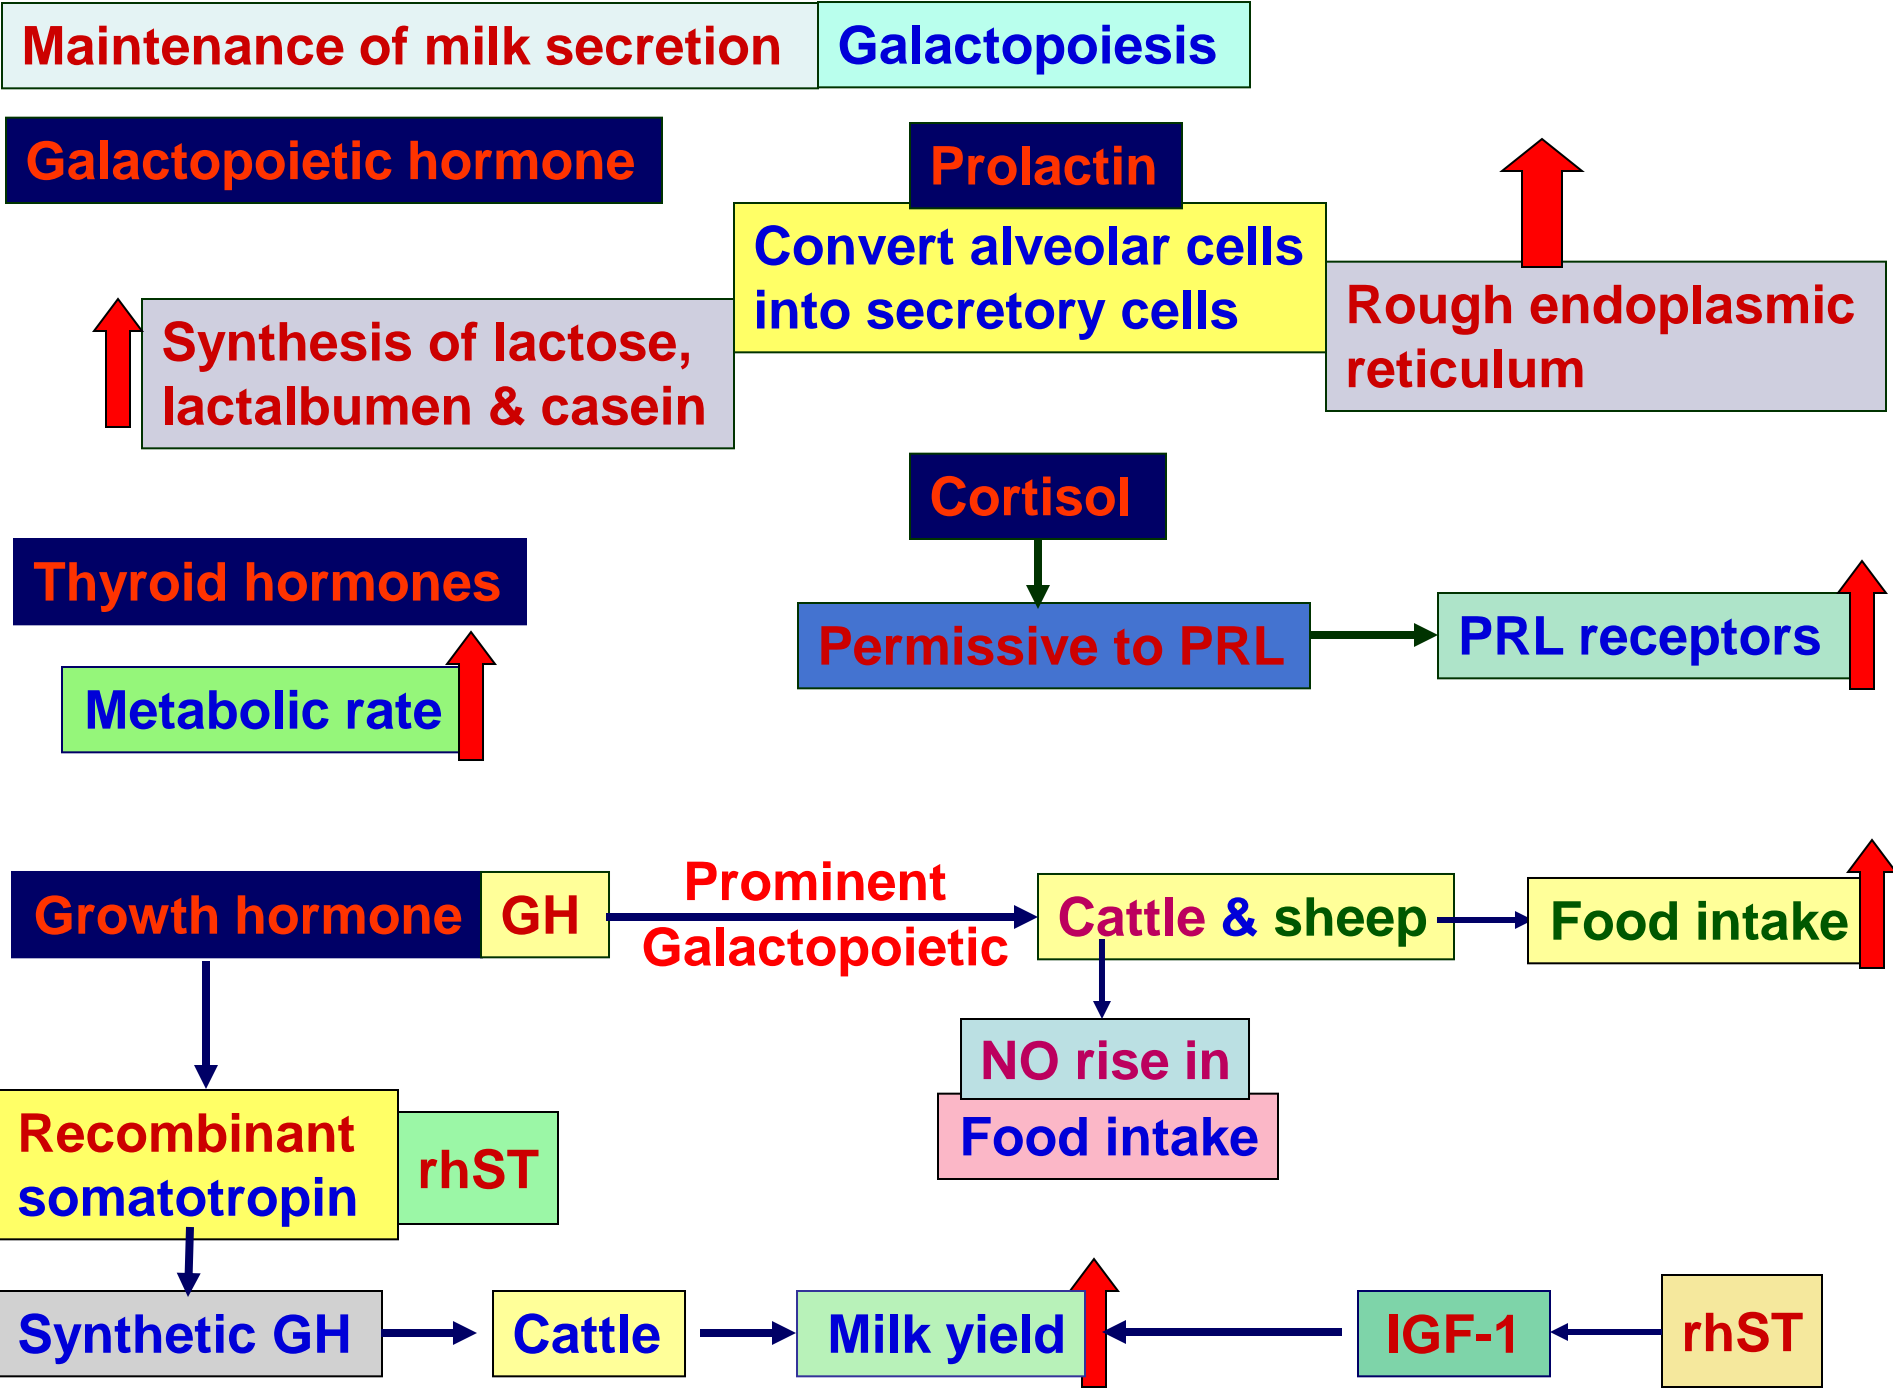 Maintenance of milk secretion
Galactopoiesis
Galactopoietic hormone
Prolactin
Convert alveolar cells
into secretory cells
Rough endoplasmic
reticulum
Synthesis of lactose,
lactalbumen & casein
Cortisol
Thyroid hormones
Permissive to PRL
PRL receptors
Metabolic rate
Growth hormone
GH
Prominent
Galactopoietic
Cattle & sheep
Food intake
NO rise in
Food intake
Recombinant
somatotropin
rhST
Synthetic GH
Cattle
Milk yield
IGF-1
rhST